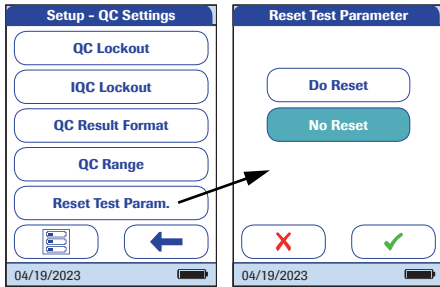 Setup - QC Settings
QC Lockout
IQC Lockout
QC Result Format
QC Range
Reset Test Param.
04/19/2023
Reset Test Parameter
Do Reset
No Reset
04/19/2023